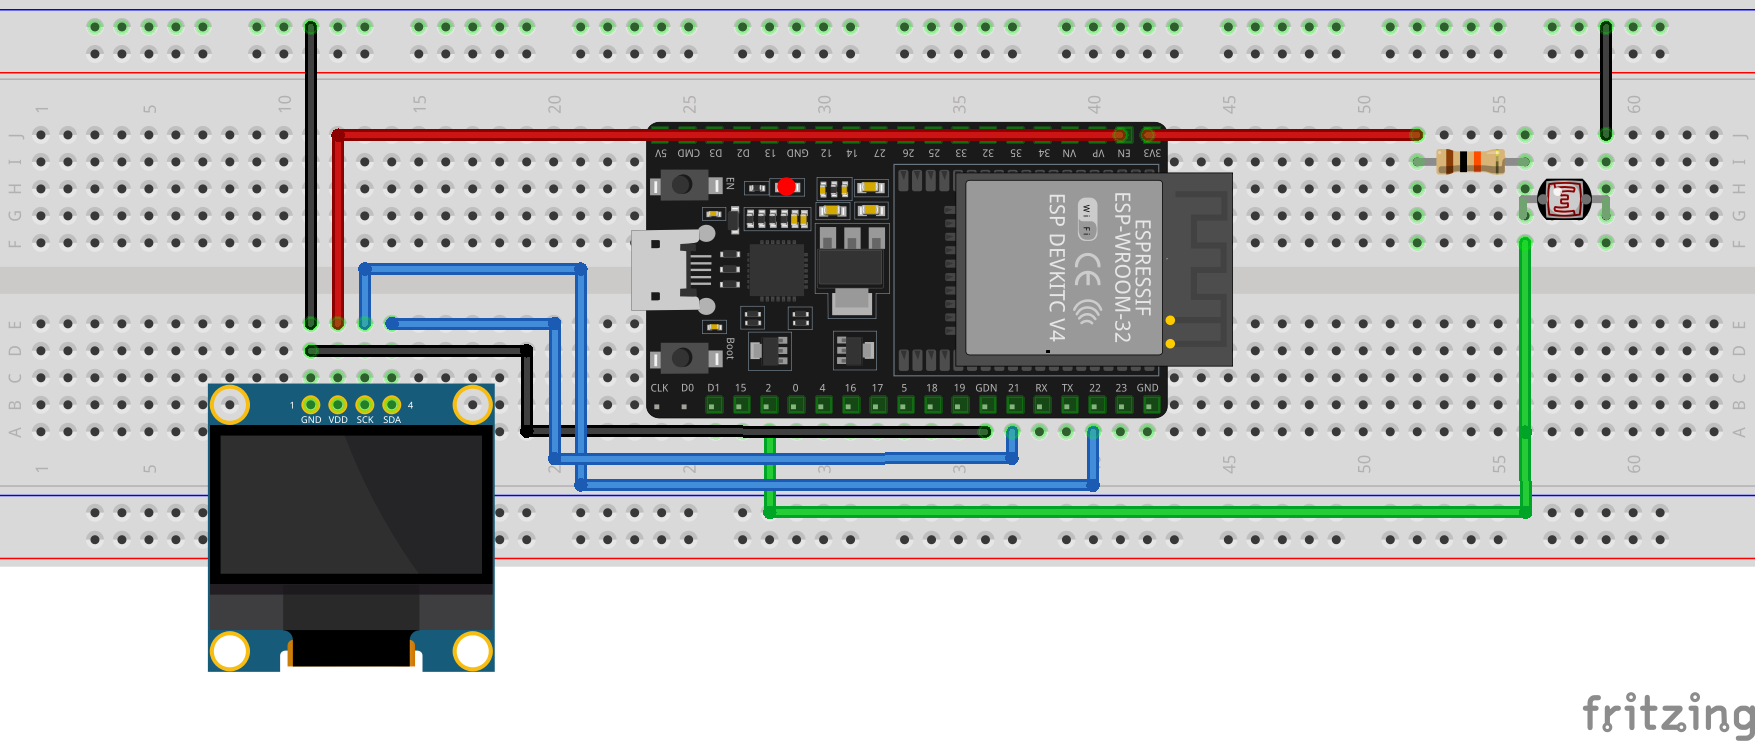 1 5 10 15 20 25 30 35 40 45 50 55 60
J J
I I
H H
G G
F F
5V CMD D3 D2 13 GND 12 14 27 26 25 33 32 35 34 VN VP EN 3V3
EN
ESPRESSIF
ESP-WROOM-32
Wi Fi
CE
ESP DEVKITC V4
Boot
E E
D D
C C
B B
A A
CLK D0 D1 15 2 0 4 16 17 5 18 19 GDN 21 RX TX 22 23 GND
1 4
GND VDD SCK SDA
1 5 20 25 30 35 45 50 55 60
fritzing